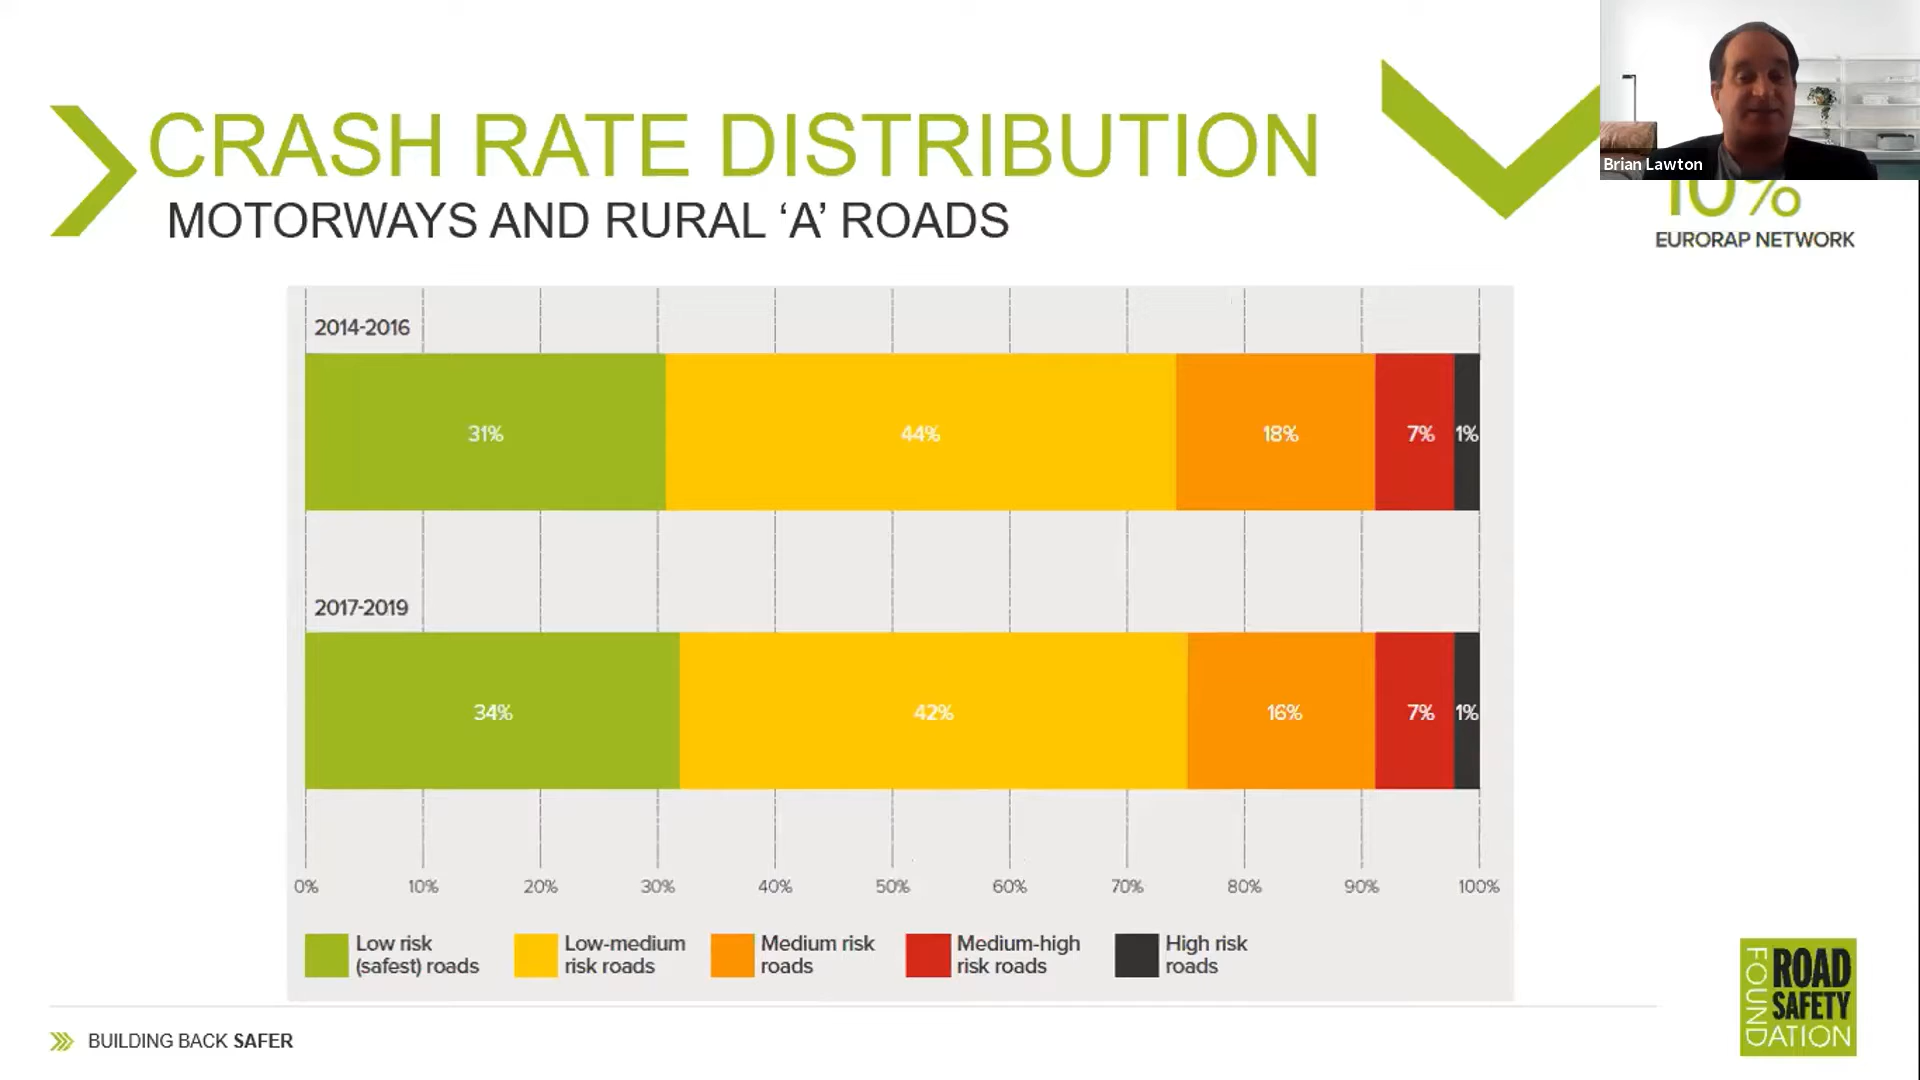 CRASH RATE DISTRIBUTION
MOTORWAYS AND RURAL ‘A’ ROADS
Brian Lawton
10%
EURORAP NETWORK
2014-2016
31%
44%
18%
7%
1%
2017-2019
34%
42%
16%
7%
1%
0%
10%
20%
30%
40%
50%
60%
70%
80%
90%
100%
Low risk
(safest) roads
Low-medium
risk roads
Medium risk
roads
Medium-high
risk roads
High risk
roads
BUILDING BACK SAFER
ROAD
SAFETY
FOUNDATION